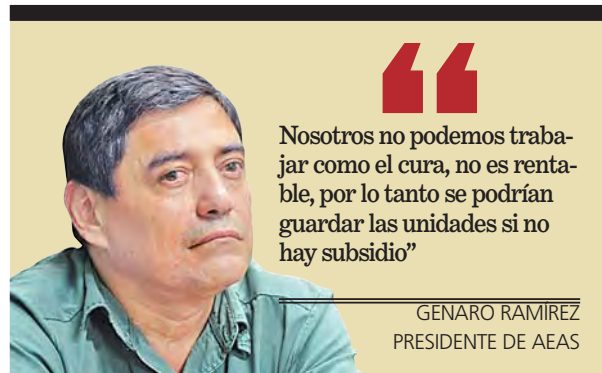 “
Nosotros no podemos traba-
jar como el cura, no es renta-
ble, por lo tanto se podrían
guardar las unidades si no
hay subsidio”
GENARO RAMÍREZ
PRESIDENTE DE AEAS